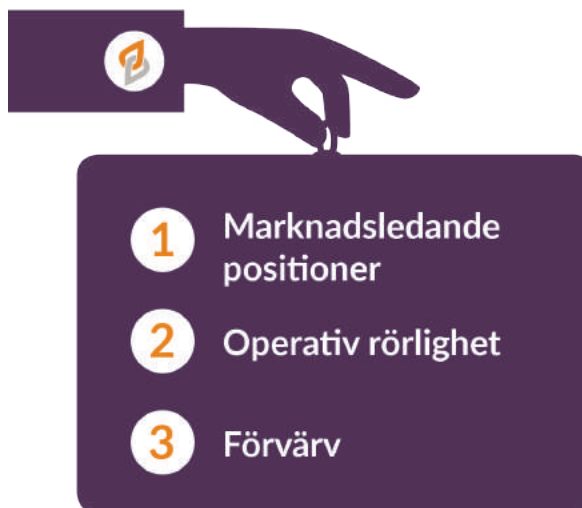 1 Marknadsledande
positioner
2 Operativ rörlighet
3 Förvärv